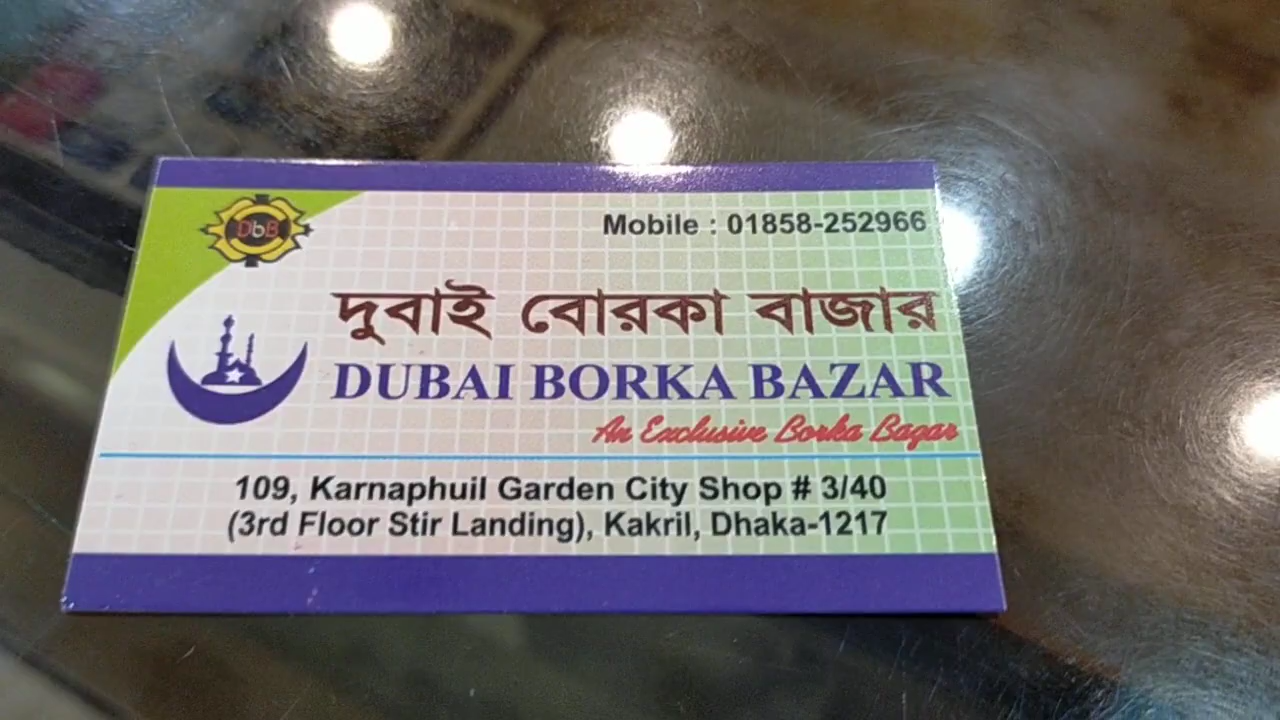 DbB
Mobile : 01858-252966
দুবাই বোরকা বাজার
DUBAI BORKA BAZAR
An Exclusive Borka Bazar
109, Karnaphuil Garden City Shop # 3/40
(3rd Floor Stir Landing), Kakril, Dhaka-1217